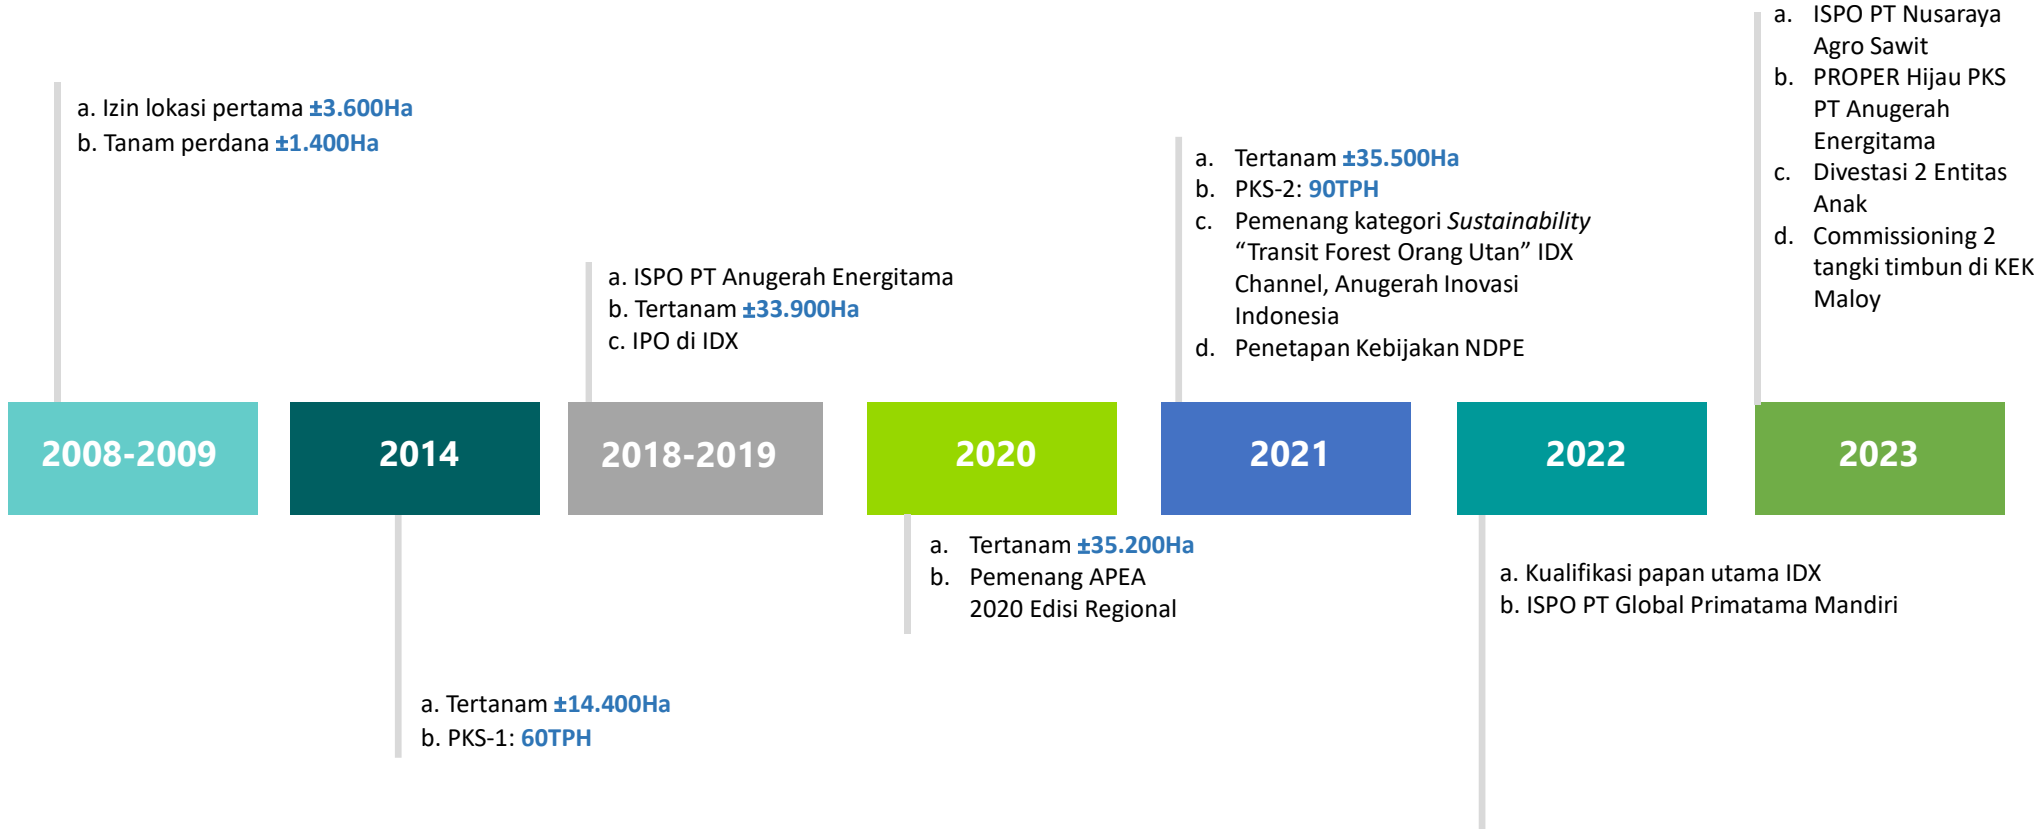 a. Izin lokasi pertama ±3.600Ha
b. Tanam perdana ±1.400Ha
a. ISPO PT Anugerah Energitama
b. Tertanam ±33.900Ha
c. IPO di IDX
a. Tertanam ±35.500Ha
b. PKS-2: 90TPH
c. Pemenang kategori Sustainability
“Transit Forest Orang Utan” IDX
Channel, Anugerah Inovasi
Indonesia
d. Penetapan Kebijakan NDPE
a. ISPO PT Nusaraya
Agro Sawit
b. PROPER Hijau PKS
PT Anugerah
Energitama
c. Divestasi 2 Entitas
Anak
d. Commissioning 2
tangki timbun di KEK
Maloy
2008-2009
2014
2018-2019
2020
2021
2022
2023
a. Tertanam ±14.400Ha
b. PKS-1: 60TPH
a. Tertanam ±35.200Ha
b. Pemenang APEA
2020 Edisi Regional
a. Kualifikasi papan utama IDX
b. ISPO PT Global Primatama Mandiri